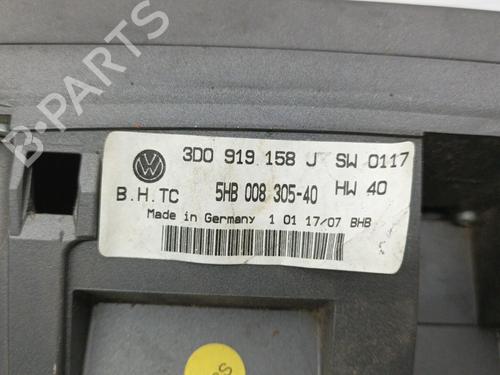 3D0 919 158 J SW 0117
B.H.TC 5HB 008 305-40 HW 40
Made in Germany 1 01 17/07 BHB
B-PARTS